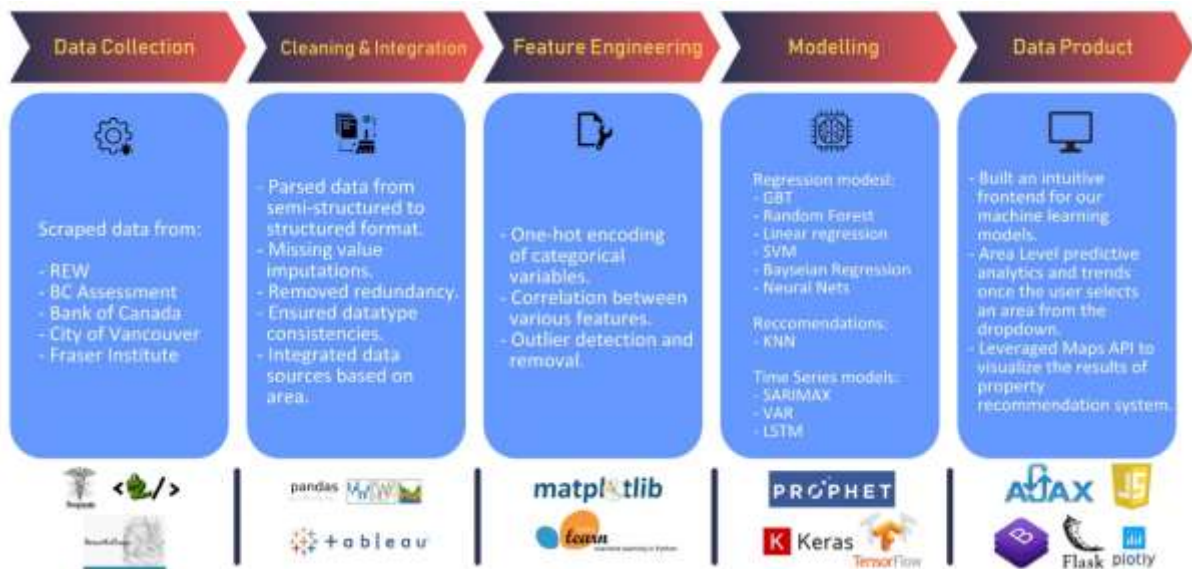 Data Collection
Cleaning & Integration
Feature Engineering
Modelling
Data Product
Scraped data from:
- REW
- BC Assessment
- Bank of Canada
- City of Vancouver
- Fraser Institute
- Parsed data from
semi-structured to
structured format.
- Missing value
imputations.
- Removed redundancy.
- Ensured datatype
consistencies.
- Integrated data
sources based on
area.
- One-hot encoding
of categorical
variables.
- Correlation between
various features.
- Outlier detection and
removal.
Regression modesl:
- GBT
- Random Forest
- Linear regression
- SVM
- Bayseian Regression
- Neural Nets
Reccomendations:
- KNN
Time Series models:
- SARIMAX
- VAR
- LSTM
- Built an intuitive
frontend for our
machine learning
models.
- Area Level predictive
analytics and trends
once the user selects
an area from the
dropdown.
- Leveraged Maps API to
visualize the results of
property
recommendation system.
pandas
+ableau
matplotlib
learn
machine learning in Python
PROPHET
K Keras
TensorFlow
AJAX
JS
B
Flask
plotly